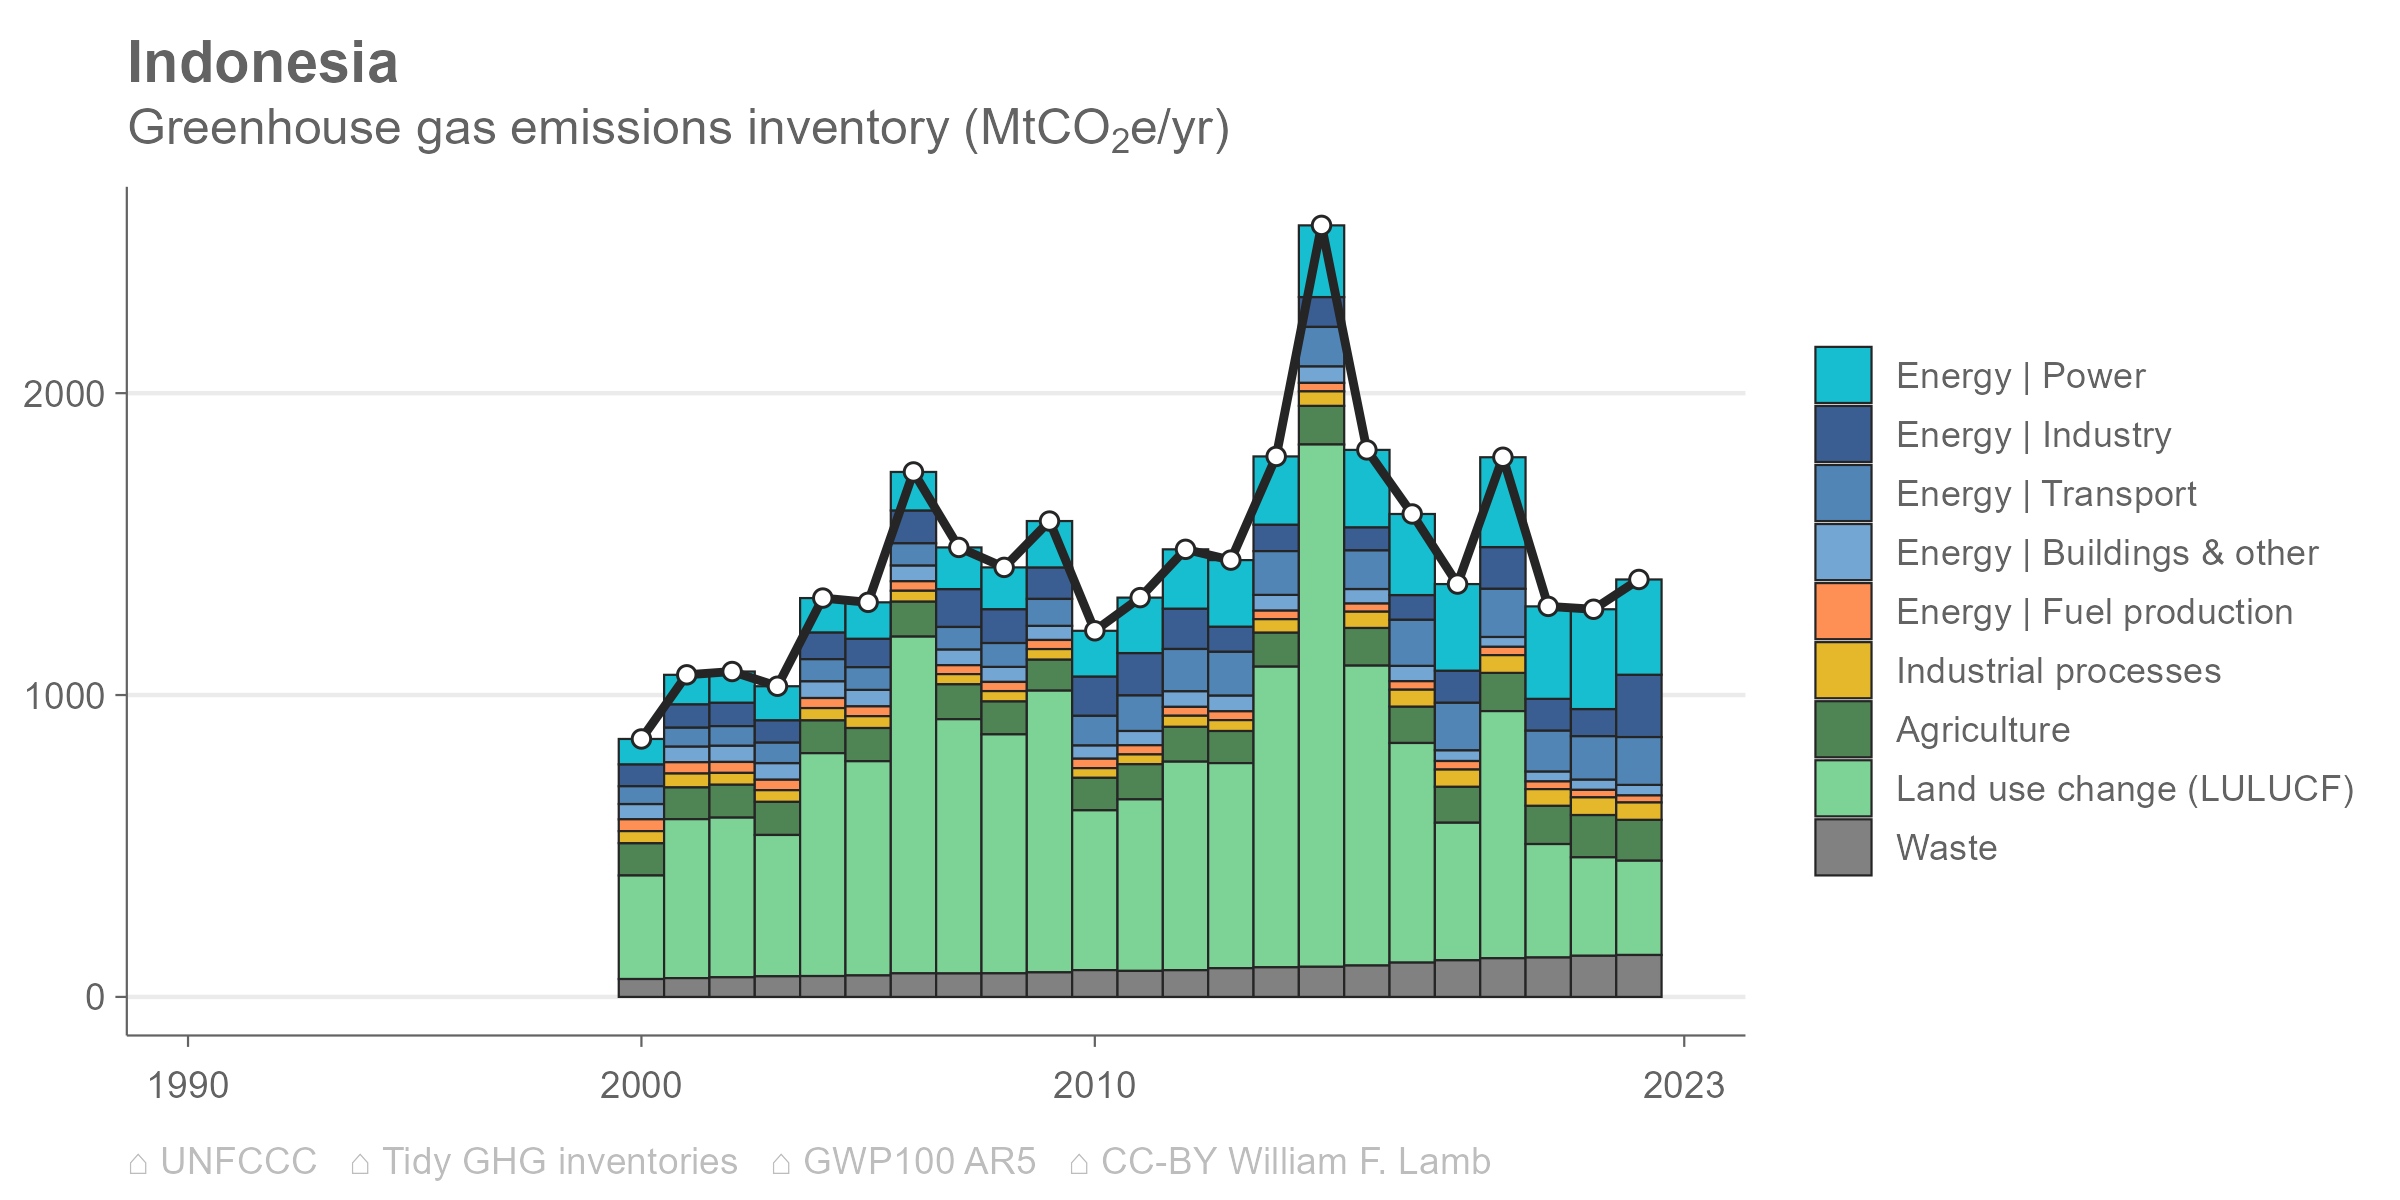 Indonesia
Greenhouse gas emissions inventory (MtCO₂e/yr)
2000
1000
0
1990 2000 2010 2023
Energy | Power
Energy | Industry
Energy | Transport
Energy | Buildings & other
Energy | Fuel production
Industrial processes
Agriculture
Land use change (LULUCF)
Waste
⌂ UNFCCC ⌂ Tidy GHG inventories ⌂ GWP100 AR5 ⌂ CC-BY William F. Lamb